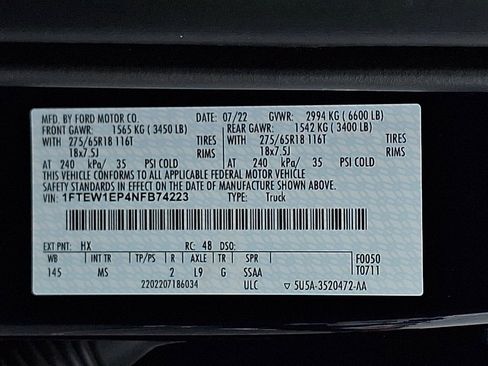 MFD. BY FORD MOTOR CO. DATE: 07/22 GVWR: 2994 KG ( 6600 LB)
FRONT GAWR: 1565 KG ( 3450 LB) REAR GAWR: 1542 KG ( 3400 LB)
WITH 275/65R18 116T TIRES WITH 275/65R18 116T TIRES
18x7.5J RIMS 18x7.5J RIMS
AT 240 kPa/ 35 PSI COLD AT 240 kPa/ 35 PSI COLD
THIS VEHICLE CONFORMS TO ALL APPLICABLE FEDERAL MOTOR VEHICLE
SAFETY STANDARDS IN EFFECT ON THE DATE OF MANUFACTURE SHOWN ABOVE.
VIN: 1FTEW1EP4NFB74223 TYPE: Truck
EXT PNT: HX RC: 48 DSO: F0050
WB INT TR TP/PS R AXLE TR SPR T0711
145 MS 2 L9 G SSAA
2202207186034 ULC ▽ 5U5A-3520472-AA